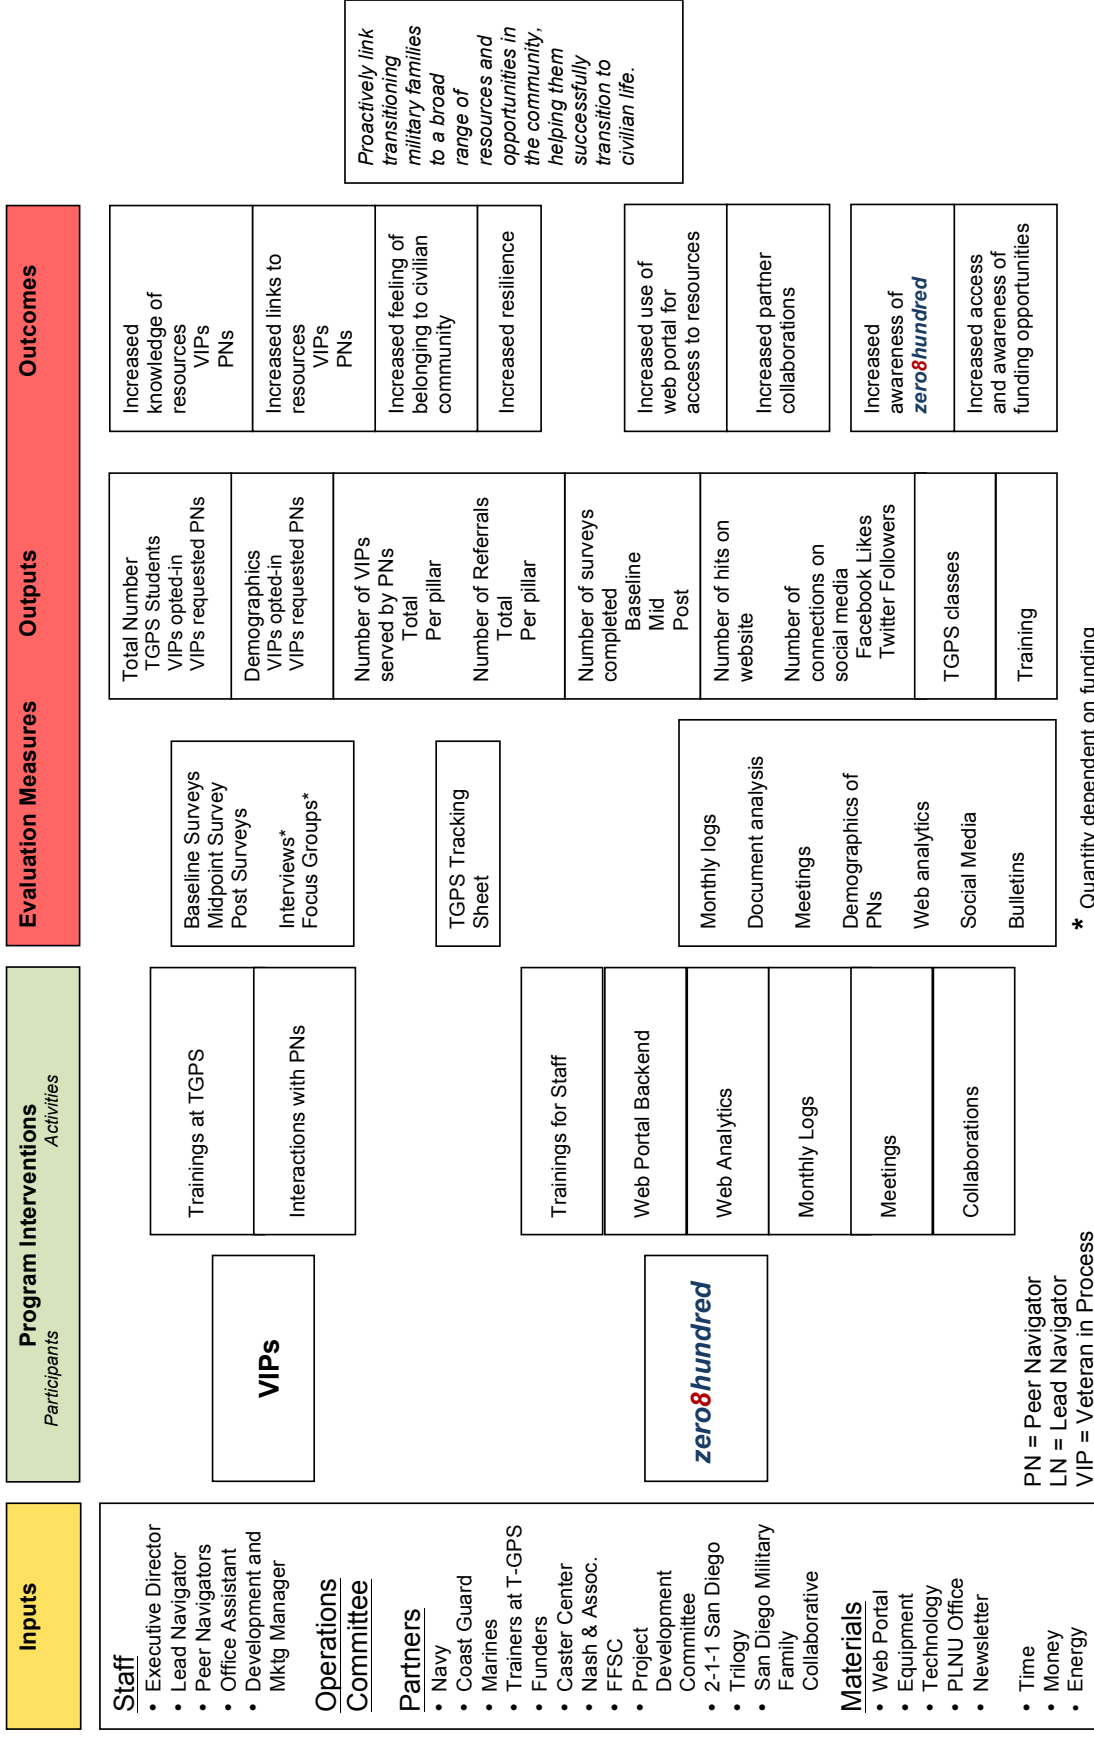 Inputs
Program Interventions
Participants
Activities
Evaluation Measures
Outputs
Outcomes
Staff
• Executive Director
• Lead Navigator
• Peer Navigators
• Office Assistant
• Development and
Mktg Manager
Operations
Committee
Partners
• Navy
• Coast Guard
• Marines
• Trainers at T-GPS
• Funders
• Caster Center
• Nash & Assoc.
• FFSC
• Project
Development
Committee
• 2-1-1 San Diego
• Trilogy
• San Diego Military
Family
Collaborative
Materials
• Web Portal
• Equipment
• Technology
• PLNU Office
• Newsletter
• Time
• Money
• Energy
VIPs
zero8hundred
PN = Peer Navigator
LN = Lead Navigator
VIP = Veteran in Process
Trainings at TGPS
Interactions with PNs
Trainings for Staff
Web Portal Backend
Web Analytics
Monthly Logs
Meetings
Collaborations
Baseline Surveys
Midpoint Survey
Post Surveys
Interviews*
Focus Groups*
TGPS Tracking
Sheet
Monthly logs
Document analysis
Meetings
Demographics of
PNs
Web analytics
Social Media
Bulletins
* Quantity dependent on funding
Total Number
TGPS Students
VIPs opted-in
VIPs requested PNs
Demographics
VIPs opted-in
VIPs requested PNs
Number of VIPs
served by PNs
Total
Per pillar
Number of Referrals
Total
Per pillar
Number of surveys
completed
Baseline
Mid
Post
Number of hits on
website
Number of
connections on
social media
Facebook Likes
Twitter Followers
TGPS classes
Training
Increased
knowledge of
resources
VIPs
PNs
Increased links to
resources
VIPs
PNs
Increased feeling of
belonging to civilian
community
Increased resilience
Increased use of
web portal for
access to resources
Increased partner
collaborations
Increased
awareness of
zero8hundred
Increased access
and awareness of
funding opportunities
Proactively link
transitioning
military families
to a broad
range of
resources and
opportunities in
the community,
helping them
successfully
transition to
civilian life.